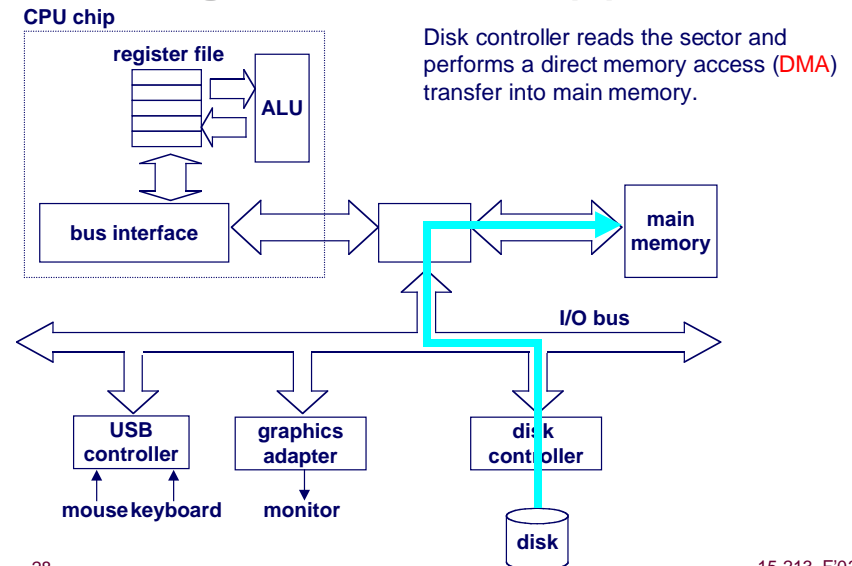 CPU chip
register file
ALU
Disk controller reads the sector and
performs a direct memory access (DMA)
transfer into main memory.
bus interface
main
memory
I/O bus
USB
controller
graphics
adapter
disk
controller
mouse keyboard
monitor
disk